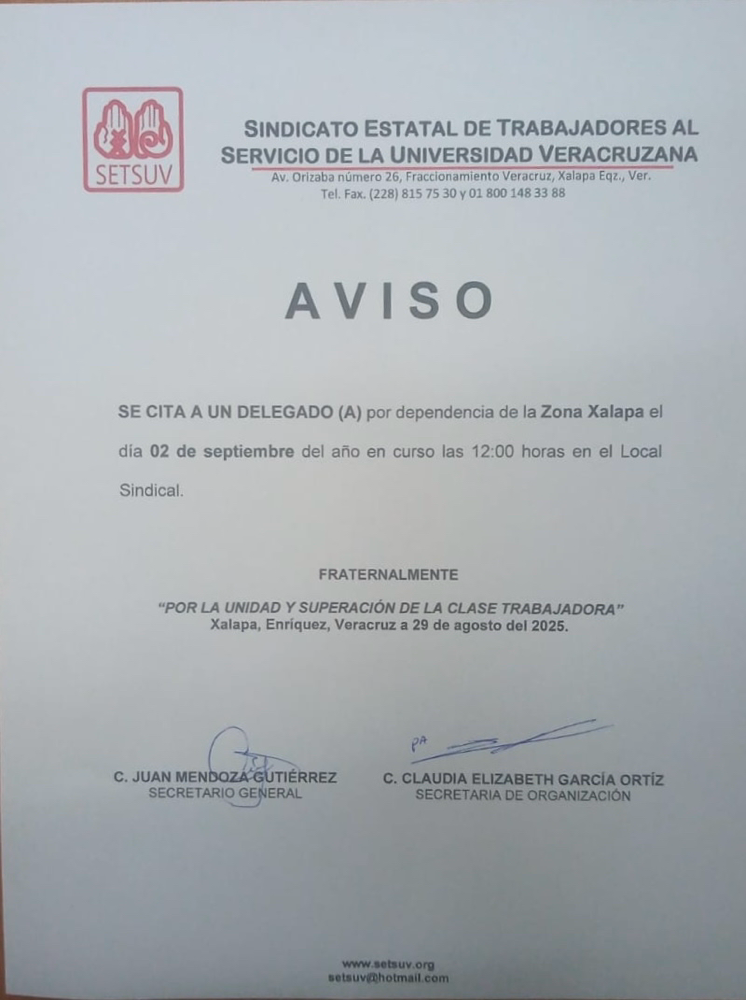 SETSUV
SINDICATO ESTATAL DE TRABAJADORES AL
SERVICIO DE LA UNIVERSIDAD VERACRUZANA
Av. Orizaba número 26, Fraccionamiento Veracruz, Xalapa Eqz., Ver.
Tel. Fax. (228) 815 75 30 y 01 800 148 33 88
AVISO
SE CITA A UN DELEGADO (A) por dependencia de la Zona Xalapa el
día 02 de septiembre del año en curso las 12:00 horas en el Local
Sindical.
FRATERNALMENTE
“POR LA UNIDAD Y SUPERACIÓN DE LA CLASE TRABAJADORA”
Xalapa, Enríquez, Veracruz a 29 de agosto del 2025.
PA
C. JUAN MENDOZA GUTIÉRREZ
SECRETARIO GENERAL
C. CLAUDIA ELIZABETH GARCÍA ORTÍZ
SECRETARIA DE ORGANIZACIÓN
www.setsuv.org
setsuv@hotmail.com